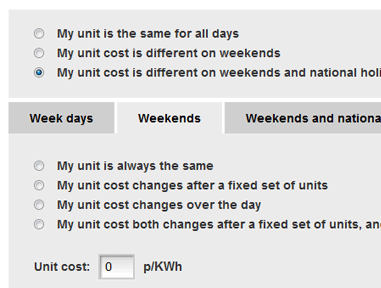 My unit is the same for all days
My unit cost is different on weekends
My unit cost is different on weekends and national holi
Week days Weekends Weekends and nationa
My unit is always the same
My unit cost changes after a fixed set of units
My unit cost changes over the day
My unit cost both changes after a fixed set of units, an
Unit cost: 0 p/KWh